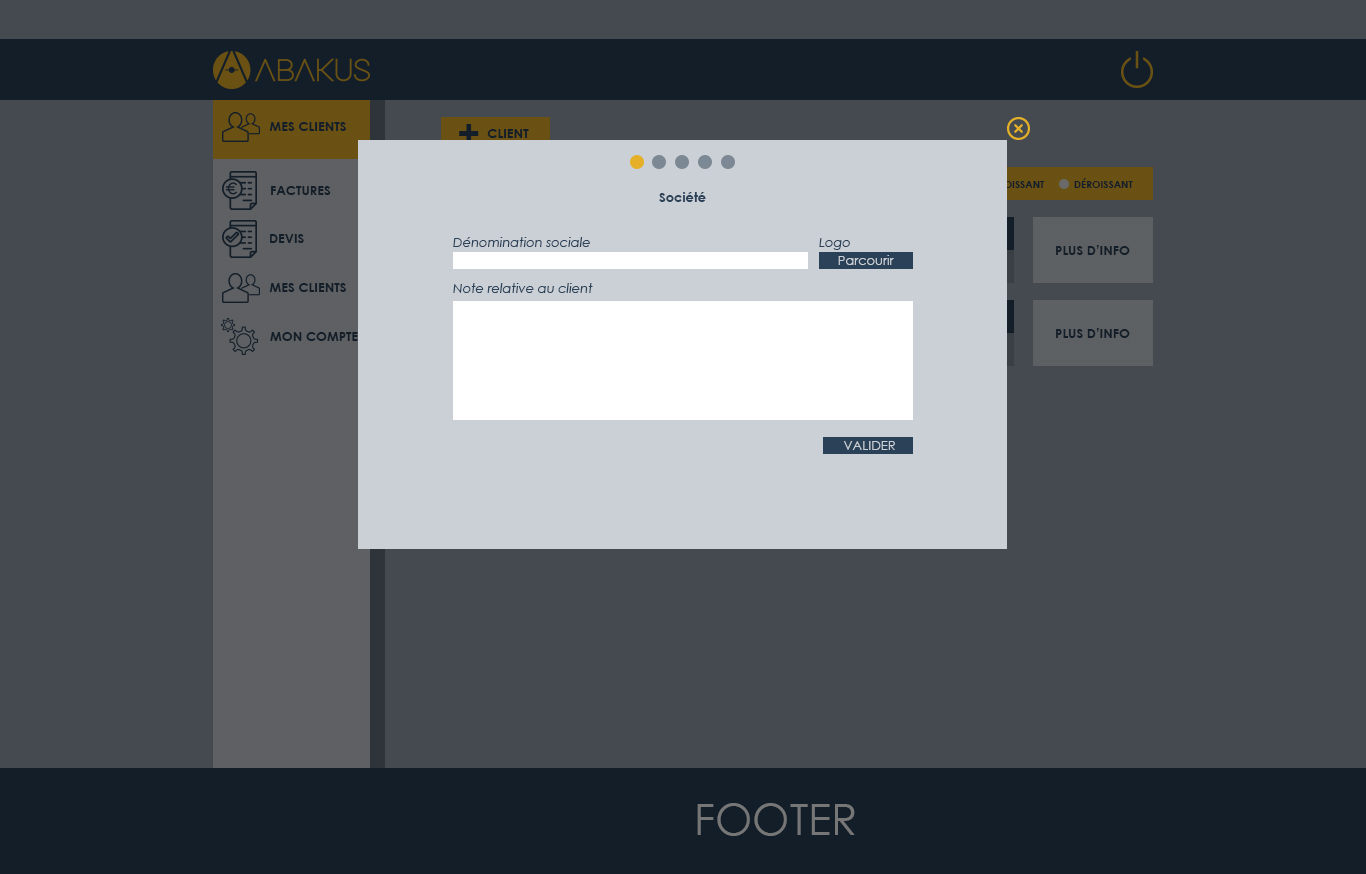 ABAKUS
MES CLIENTS
FACTURES
DEVIS
MES CLIENTS
MON COMPTE
CLIENT
DÉROISSANT
PLUS D'INFO
PLUS D'INFO
Société
Dénomination sociale
Logo
Parcourir
Note relative au client
VALIDER
FOOTER